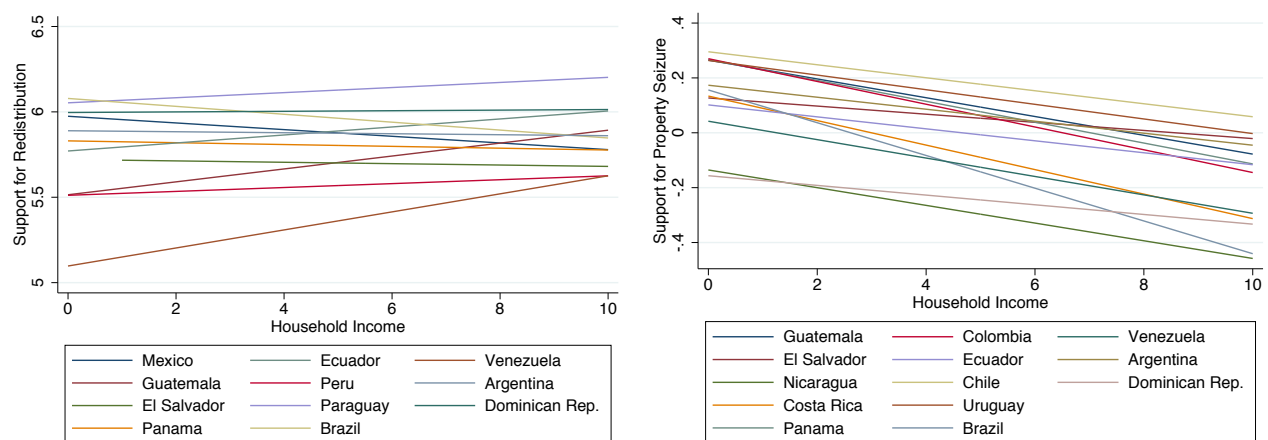 6.5
6
5.5
5
Support for Redistribution
0 2 4 6 8 10
Household Income
Mexico Ecuador Venezuela
Guatemala Peru Argentina
El Salvador Paraguay Dominican Rep.
Panama Brazil
.4
.2
0
-.2
-.4
Support for Property Seizure
0 2 4 6 8 10
Household Income
Guatemala Colombia Venezuela
El Salvador Ecuador Argentina
Nicaragua Chile Dominican Rep.
Costa Rica Uruguay
Panama Brazil